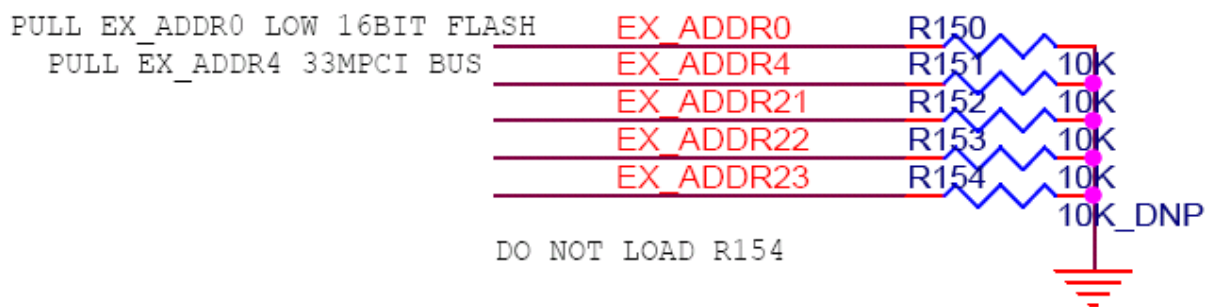 PULL EX_ADDR0 LOW 16BIT FLASH EX_ADDR0 R150
PULL EX_ADDR4 33MPCI BUS EX_ADDR4 R151 10K
EX_ADDR21 R152 10K
EX_ADDR22 R153 10K
EX_ADDR23 R154 10K
10K_DNP
DO NOT LOAD R154